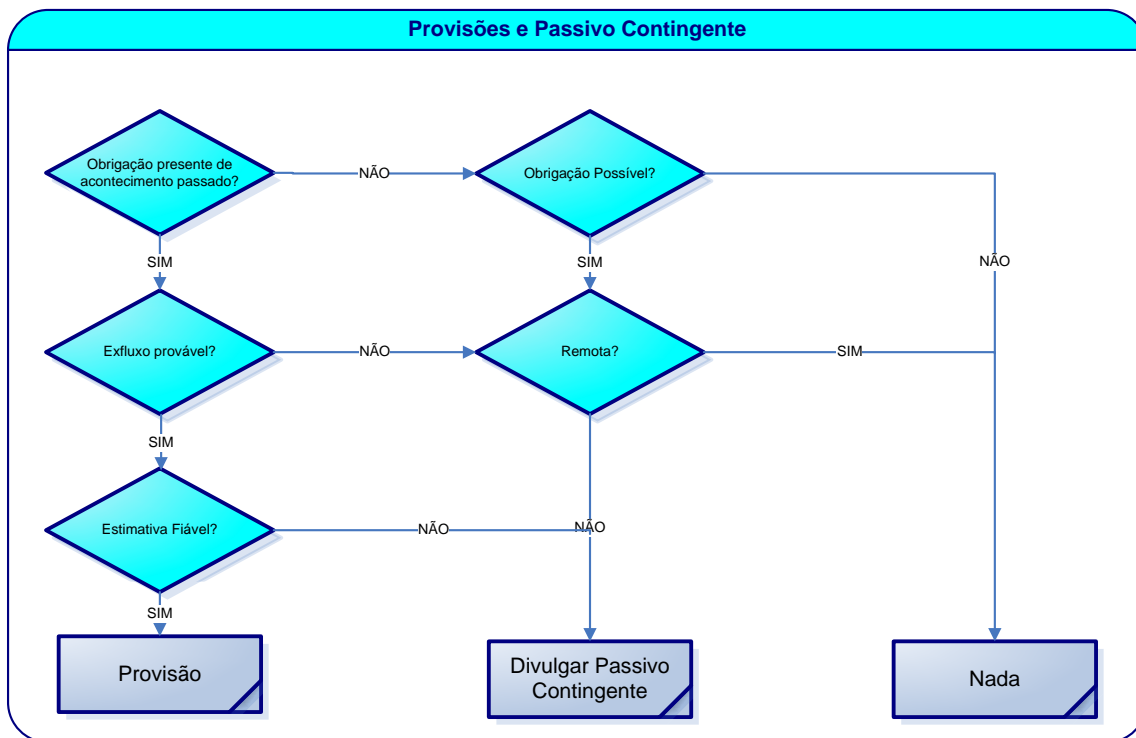 Provisões e Passivo Contingente
Obrigação presente de
acontecimento passado?
NÃO
Obrigação Possível?
SIM
SIM
NÃO
Exfluxo provável?
NÃO
Remota?
SIM
SIM
Estimativa Fiável?
NÃO
NÃO
SIM
Provisão
Divulgar Passivo
Contingente
Nada